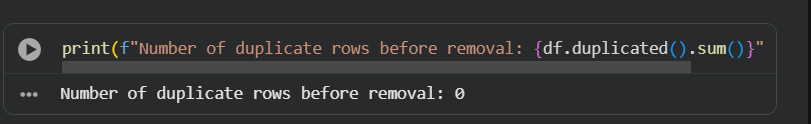 print(f"Number of duplicate rows before removal: {df.duplicated().sum()}"
Number of duplicate rows before removal: 0